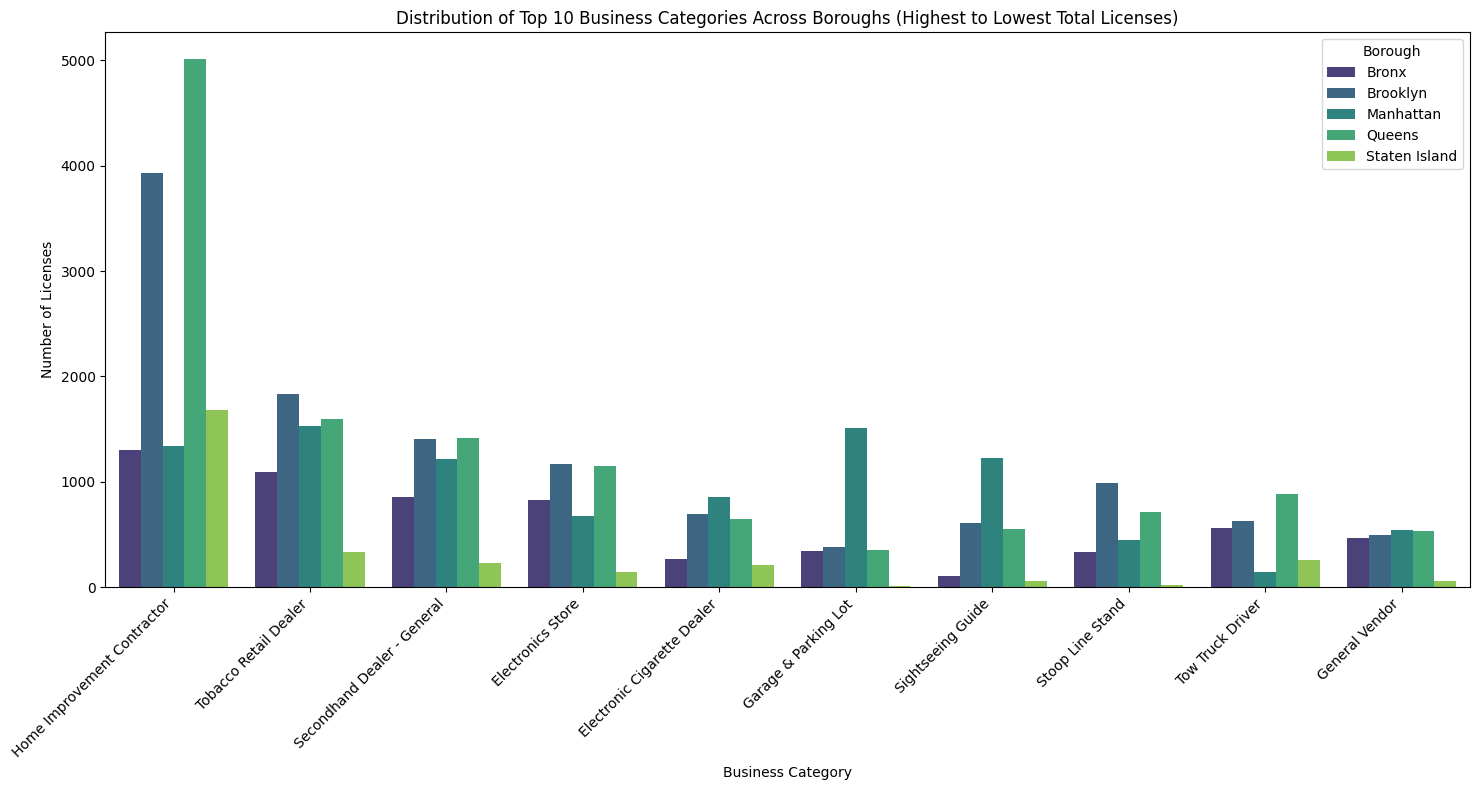 Distribution of Top 10 Business Categories Across Boroughs (Highest to Lowest Total Licenses)
Borough
Bronx
Brooklyn
Manhattan
Queens
Staten Island
Number of Licenses
5000
4000
3000
2000
1000
0
Home Improvement Contractor
Tobacco Retail Dealer
Secondhand Dealer - General
Electronics Store
Electronic Cigarette Dealer
Garage & Parking Lot
Sightseeing Guide
Stoop Line Stand
Tow Truck Driver
General Vendor
Business Category